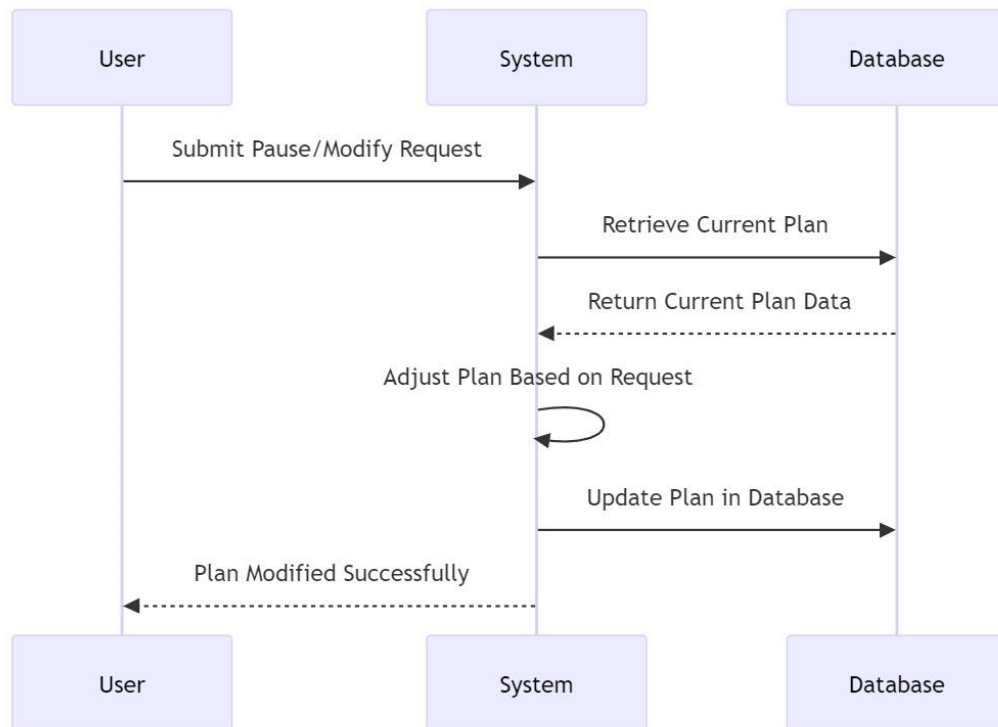 User
System
Database
Submit Pause/Modify Request
Retrieve Current Plan
Return Current Plan Data
Adjust Plan Based on Request
Update Plan in Database
Plan Modified Successfully
User
System
Database